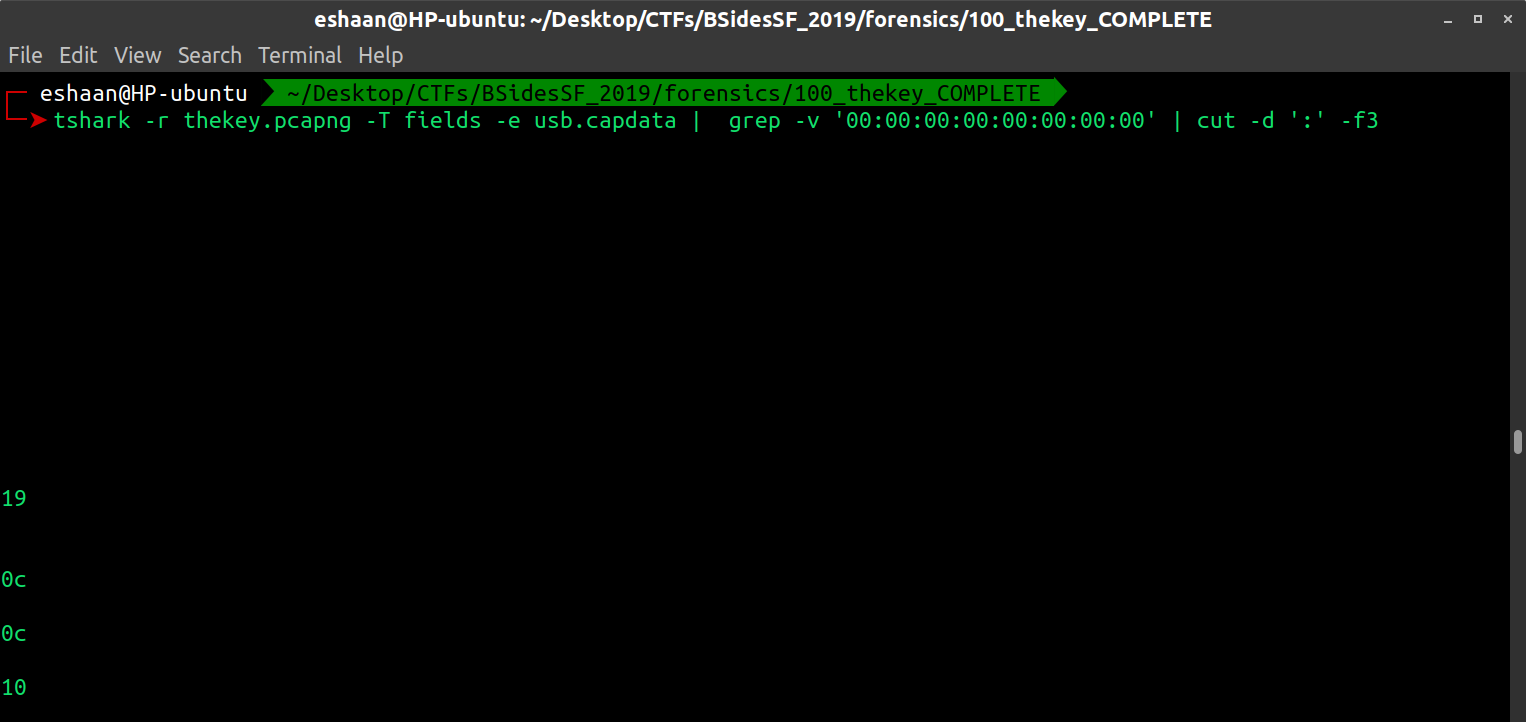 eshaan@HP-ubuntu: ~/Desktop/CTFs/BSidesSF_2019/forensics/100_thekey_COMPLETE
File Edit View Search Terminal Help
eshaan@HP-ubuntu ~/Desktop/CTFs/BSidesSF_2019/forensics/100_thekey_COMPLETE
tshark -r thekey.pcapng -T fields -e usb.capdata |  grep -v '00:00:00:00:00:00:00:00' | cut -d ':' -f3
19
0c
0c
10